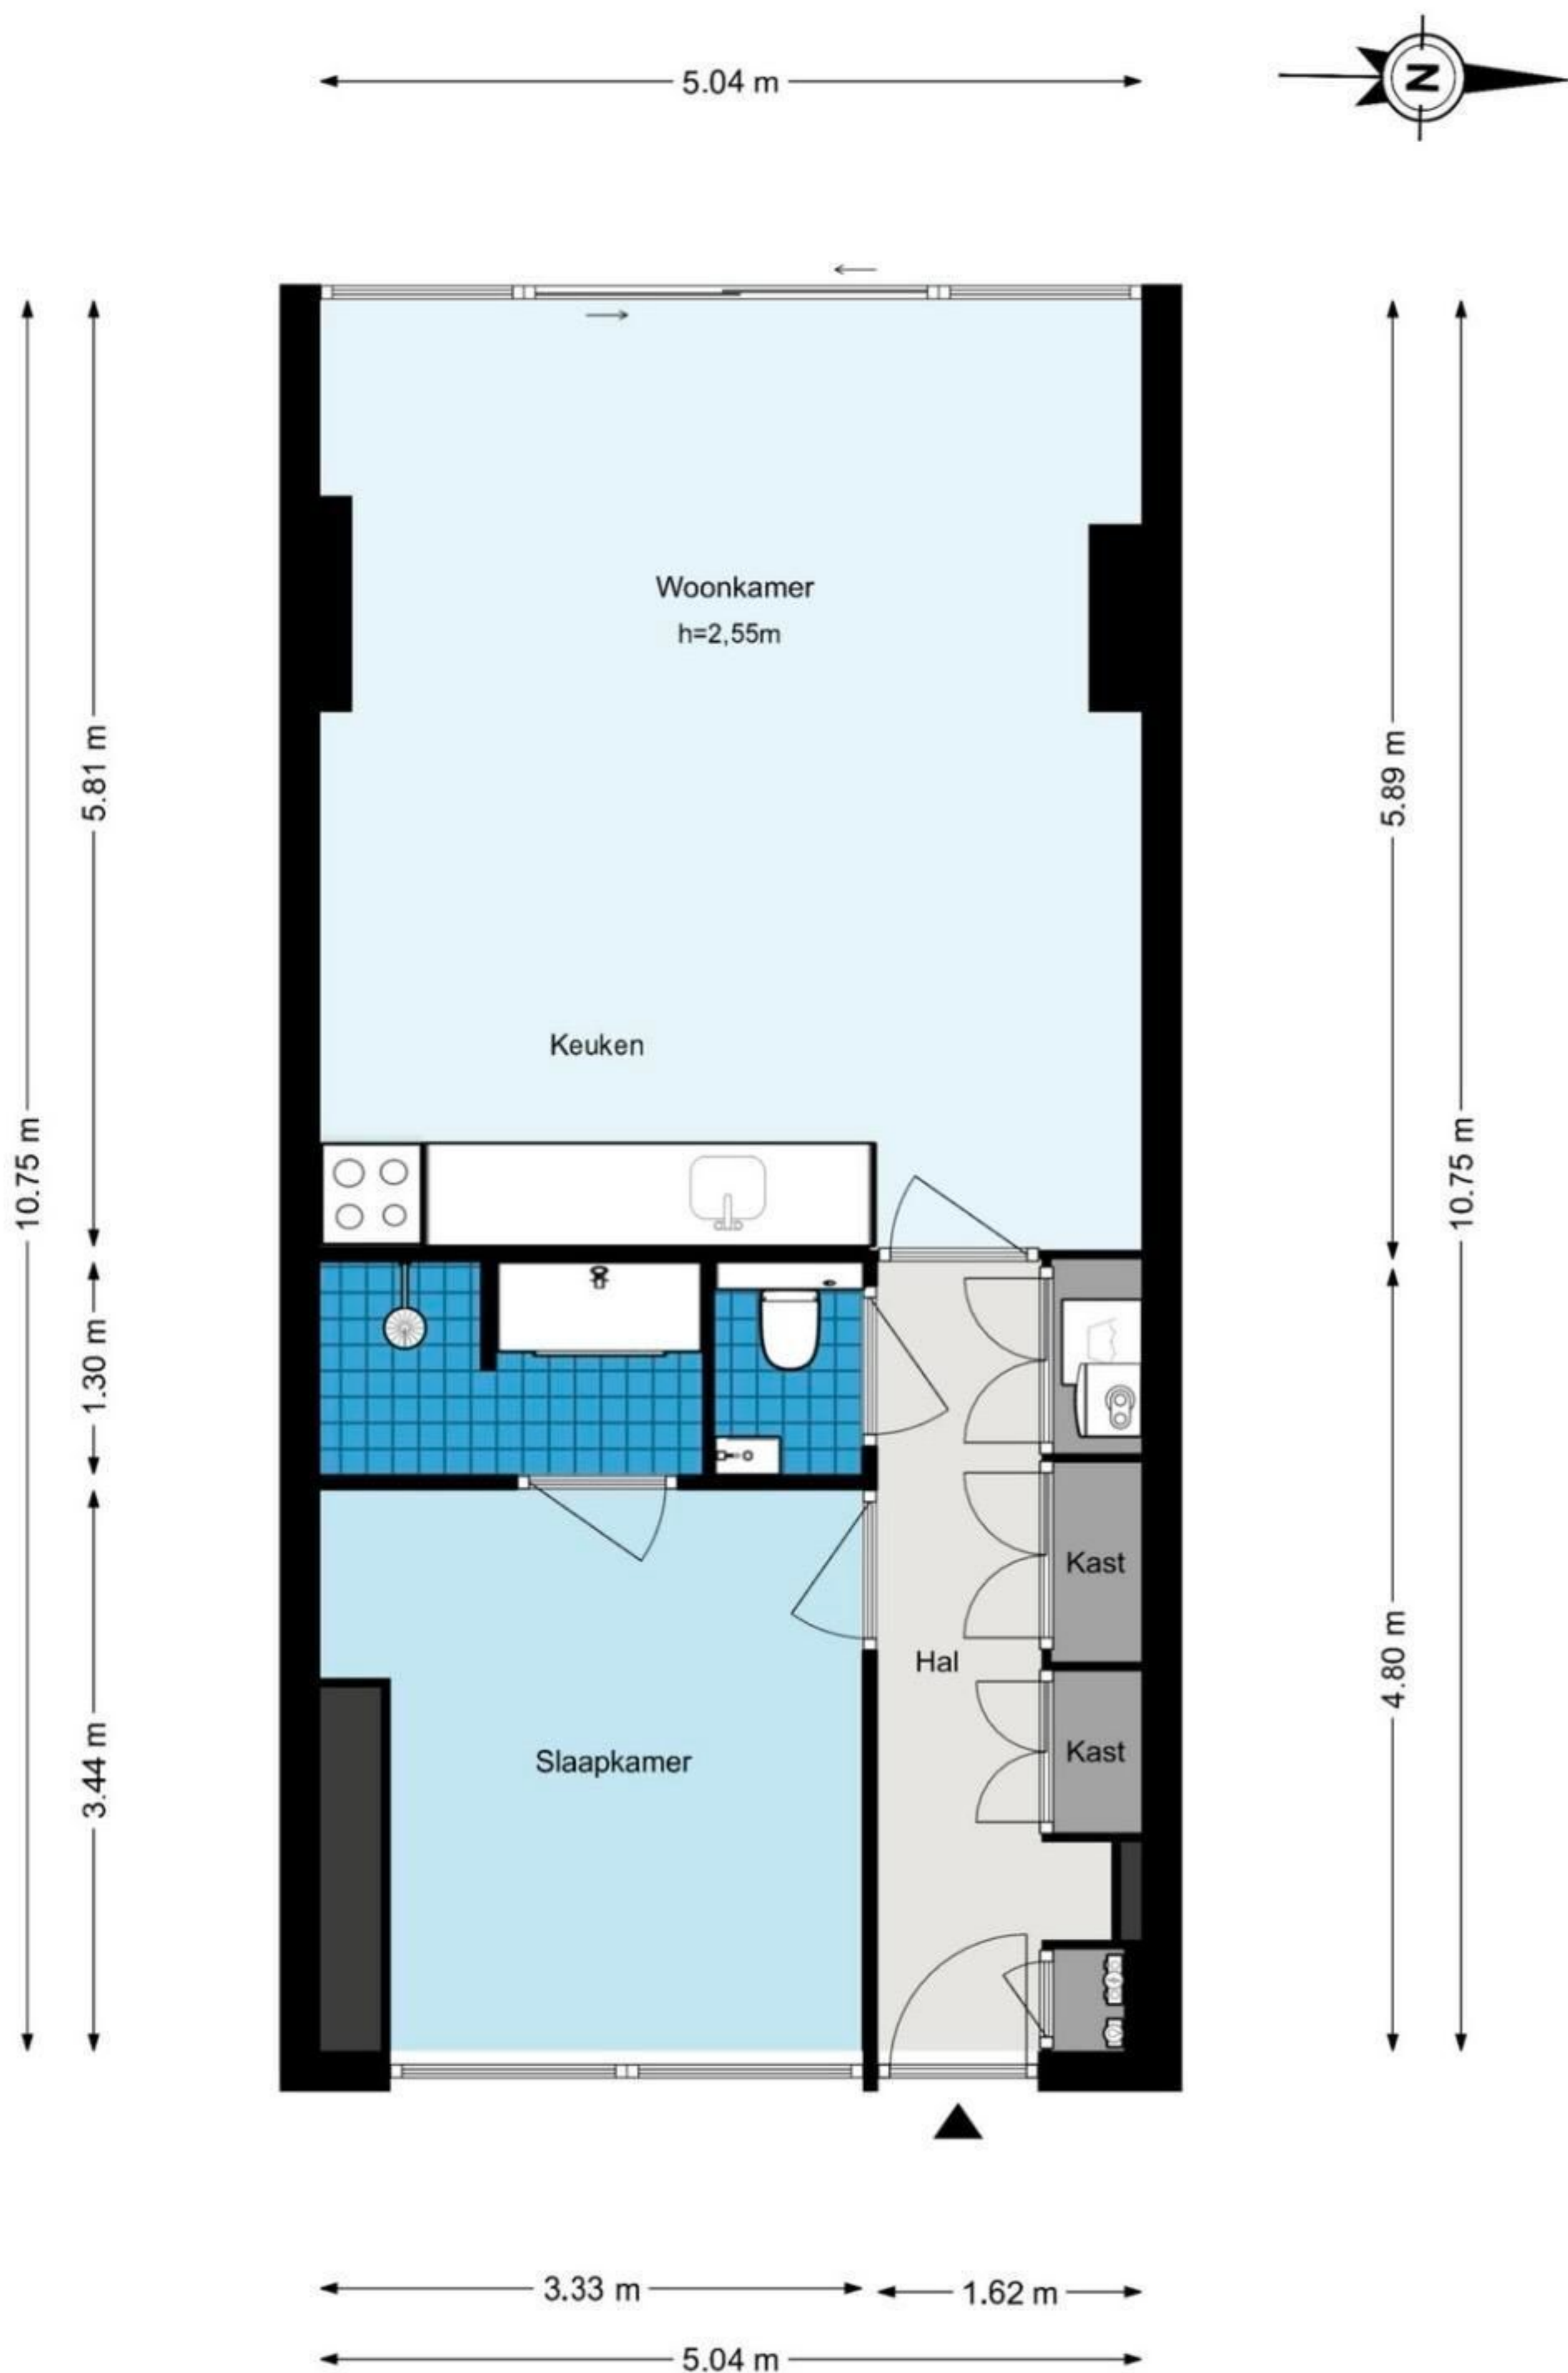 5.04 m
N
Woonkamer
h=2,55m
5.81 m
5.89 m
Keuken
10.75 m
10.75 m
1.30 m
Kast
Hal
4.80 m
Kast
Slaapkamer
3.44 m
3.33 m
1.62 m
5.04 m